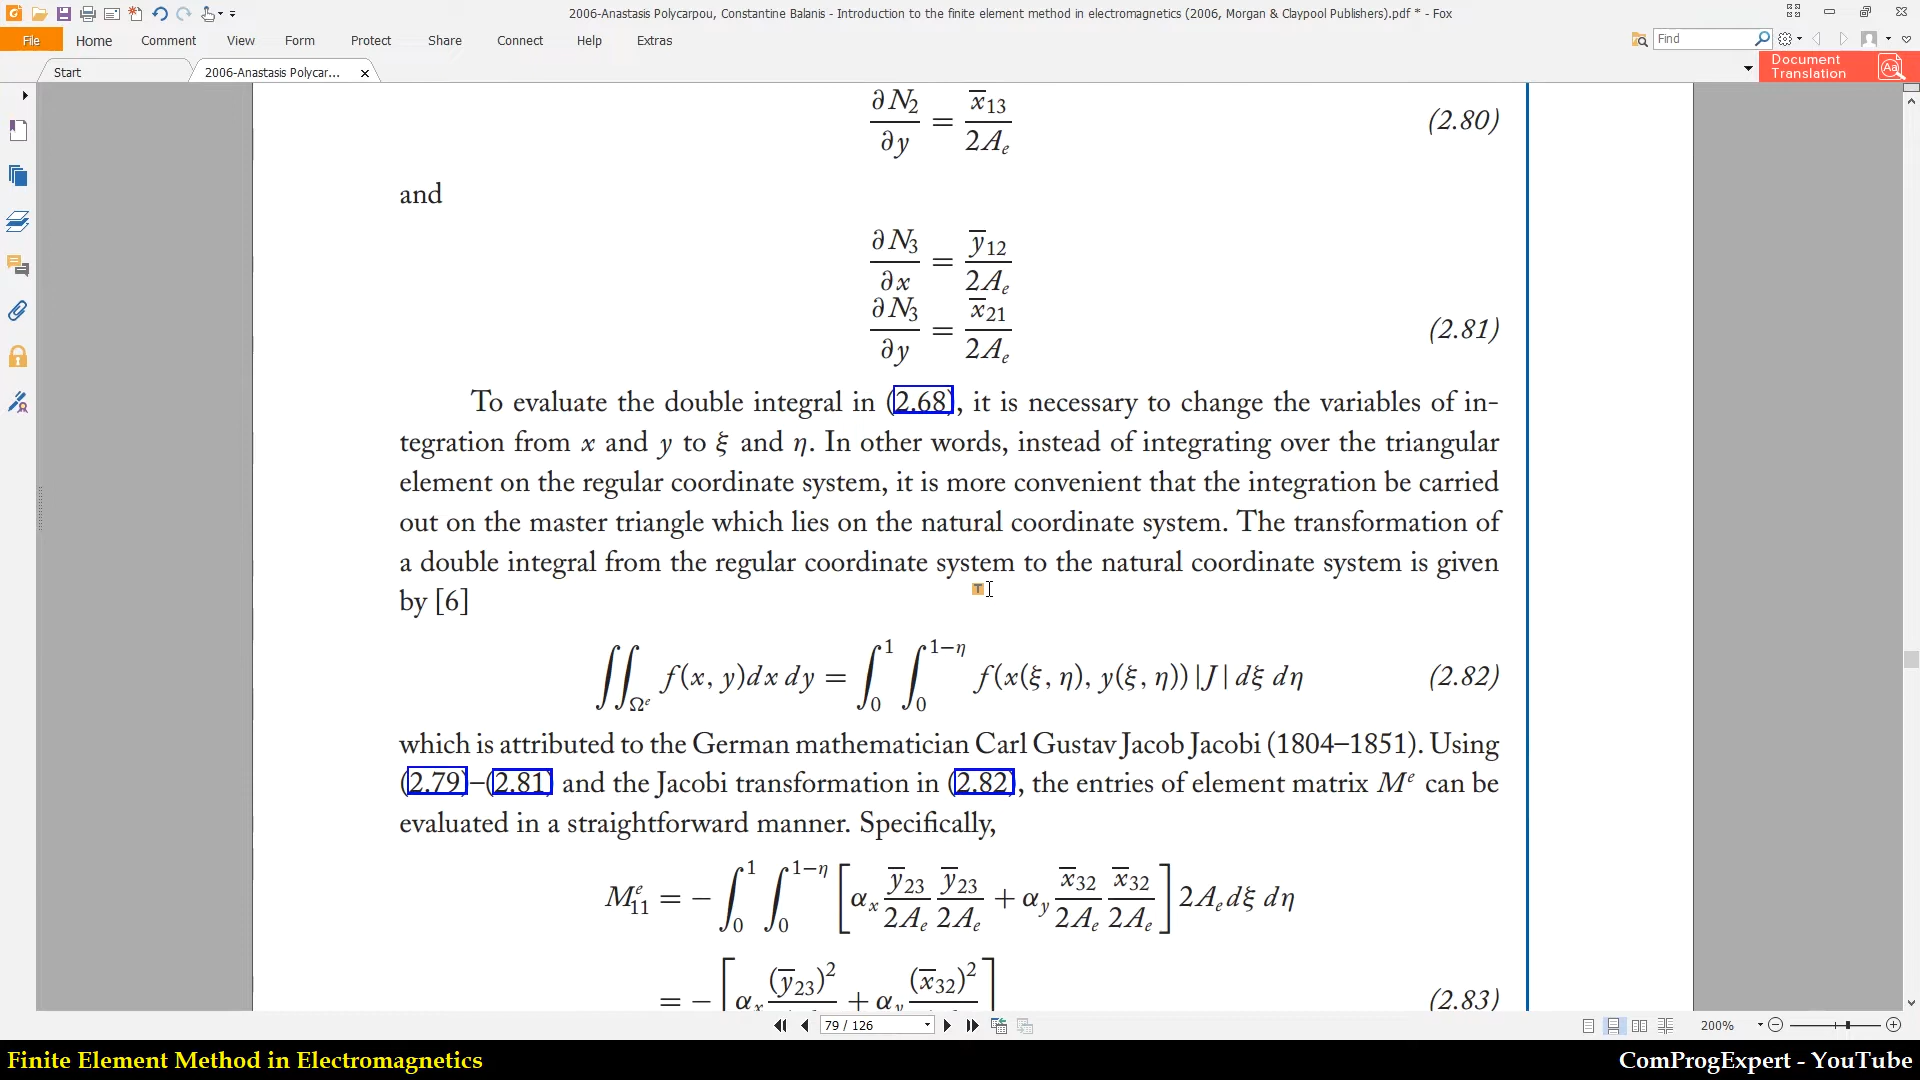 2006-Anastasis Polycarpou, Constantine Balanis - Introduction to the finite element method in electromagnetics (2006, Morgan & Claypool Publishers).pdf * - Fox
File Home Comment View Form Protect Share Connect Help Extras Find
Start 2006-Anastasis Polycar... Document Translation
∂N₂/∂y = x̄₁₃/2Aₑ (2.80)
and
∂N₃/∂x = ȳ₁₂/2Aₑ
∂N₃/∂y = x̄₂₁/2Aₑ (2.81)
To evaluate the double integral in (2.68), it is necessary to change the variables of in-
tegration from x and y to ξ and η. In other words, instead of integrating over the triangular
element on the regular coordinate system, it is more convenient that the integration be carried
out on the master triangle which lies on the natural coordinate system. The transformation of
a double integral from the regular coordinate system to the natural coordinate system is given
by [6]
∬_Ωᵉ f(x, y)dx dy = ∫₀¹ ∫₀^(1−η) f(x(ξ, η), y(ξ, η)) |J| dξ dη (2.82)
which is attributed to the German mathematician Carl Gustav Jacob Jacobi (1804–1851). Using
(2.79)–(2.81) and the Jacobi transformation in (2.82), the entries of element matrix Mᵉ can be
evaluated in a straightforward manner. Specifically,
M₁₁ᵉ = − ∫₀¹ ∫₀^(1−η) [αₓ ȳ₂₃/2Aₑ ȳ₂₃/2Aₑ + α_y x̄₃₂/2Aₑ x̄₃₂/2Aₑ] 2Aₑdξ dη
= − [αₓ (ȳ₂₃)² + α_y (x̄₃₂)²] (2.83)
79 / 126 200%
Finite Element Method in Electromagnetics ComProgExpert - YouTube